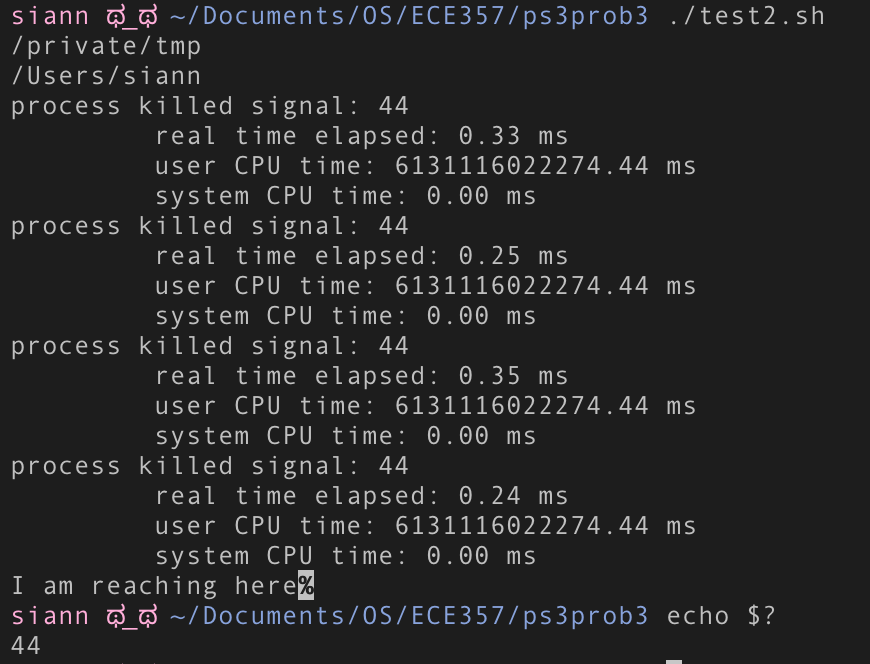 siann ಥ_ಥ ~/Documents/OS/ECE357/ps3prob3 ./test2.sh
/private/tmp
/Users/siann
process killed signal: 44
real time elapsed: 0.33 ms
user CPU time: 6131116022274.44 ms
system CPU time: 0.00 ms
process killed signal: 44
real time elapsed: 0.25 ms
user CPU time: 6131116022274.44 ms
system CPU time: 0.00 ms
process killed signal: 44
real time elapsed: 0.35 ms
user CPU time: 6131116022274.44 ms
system CPU time: 0.00 ms
process killed signal: 44
real time elapsed: 0.24 ms
user CPU time: 6131116022274.44 ms
system CPU time: 0.00 ms
I am reaching here%
siann ಥ_ಥ ~/Documents/OS/ECE357/ps3prob3 echo $?
44